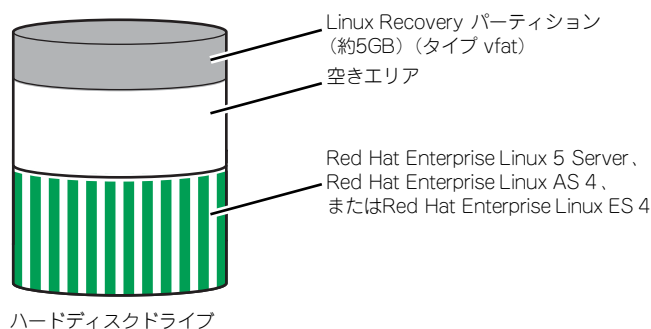 Linux Recovery パーティション
（約5GB）（タイプ vfat）
空きエリア
Red Hat Enterprise Linux 5 Server、
Red Hat Enterprise Linux AS 4、
またはRed Hat Enterprise Linux ES 4
ハードディスクドライブ